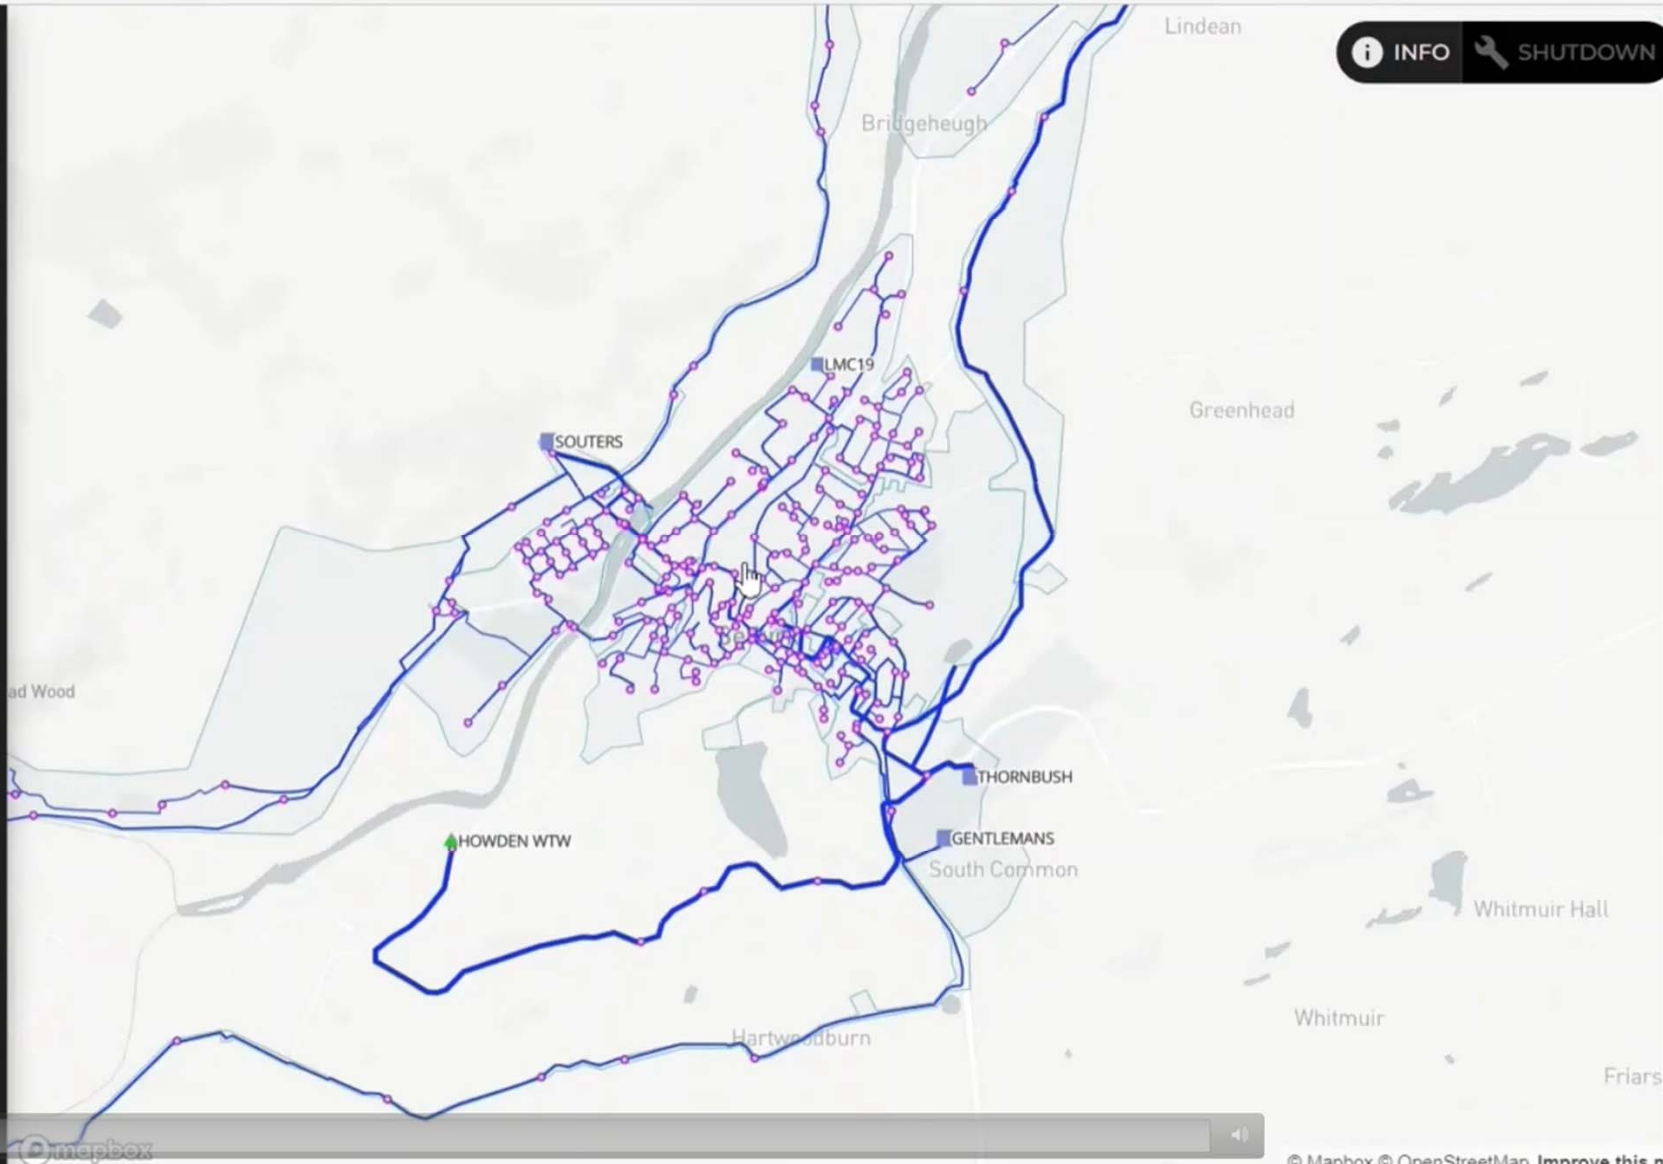 Lindean
INFO
SHUTDOWN
Bridgeheugh
LMC19
Greenhead
SOUTERS
ad Wood
THORNBUSH
HOWDEN WTW
GENTLEMANS
South Common
Whitmuir Hall
Whitmuir
Hartwoodburn
Friars
mapbox
© Mapbox © OpenStreetMap Improve this